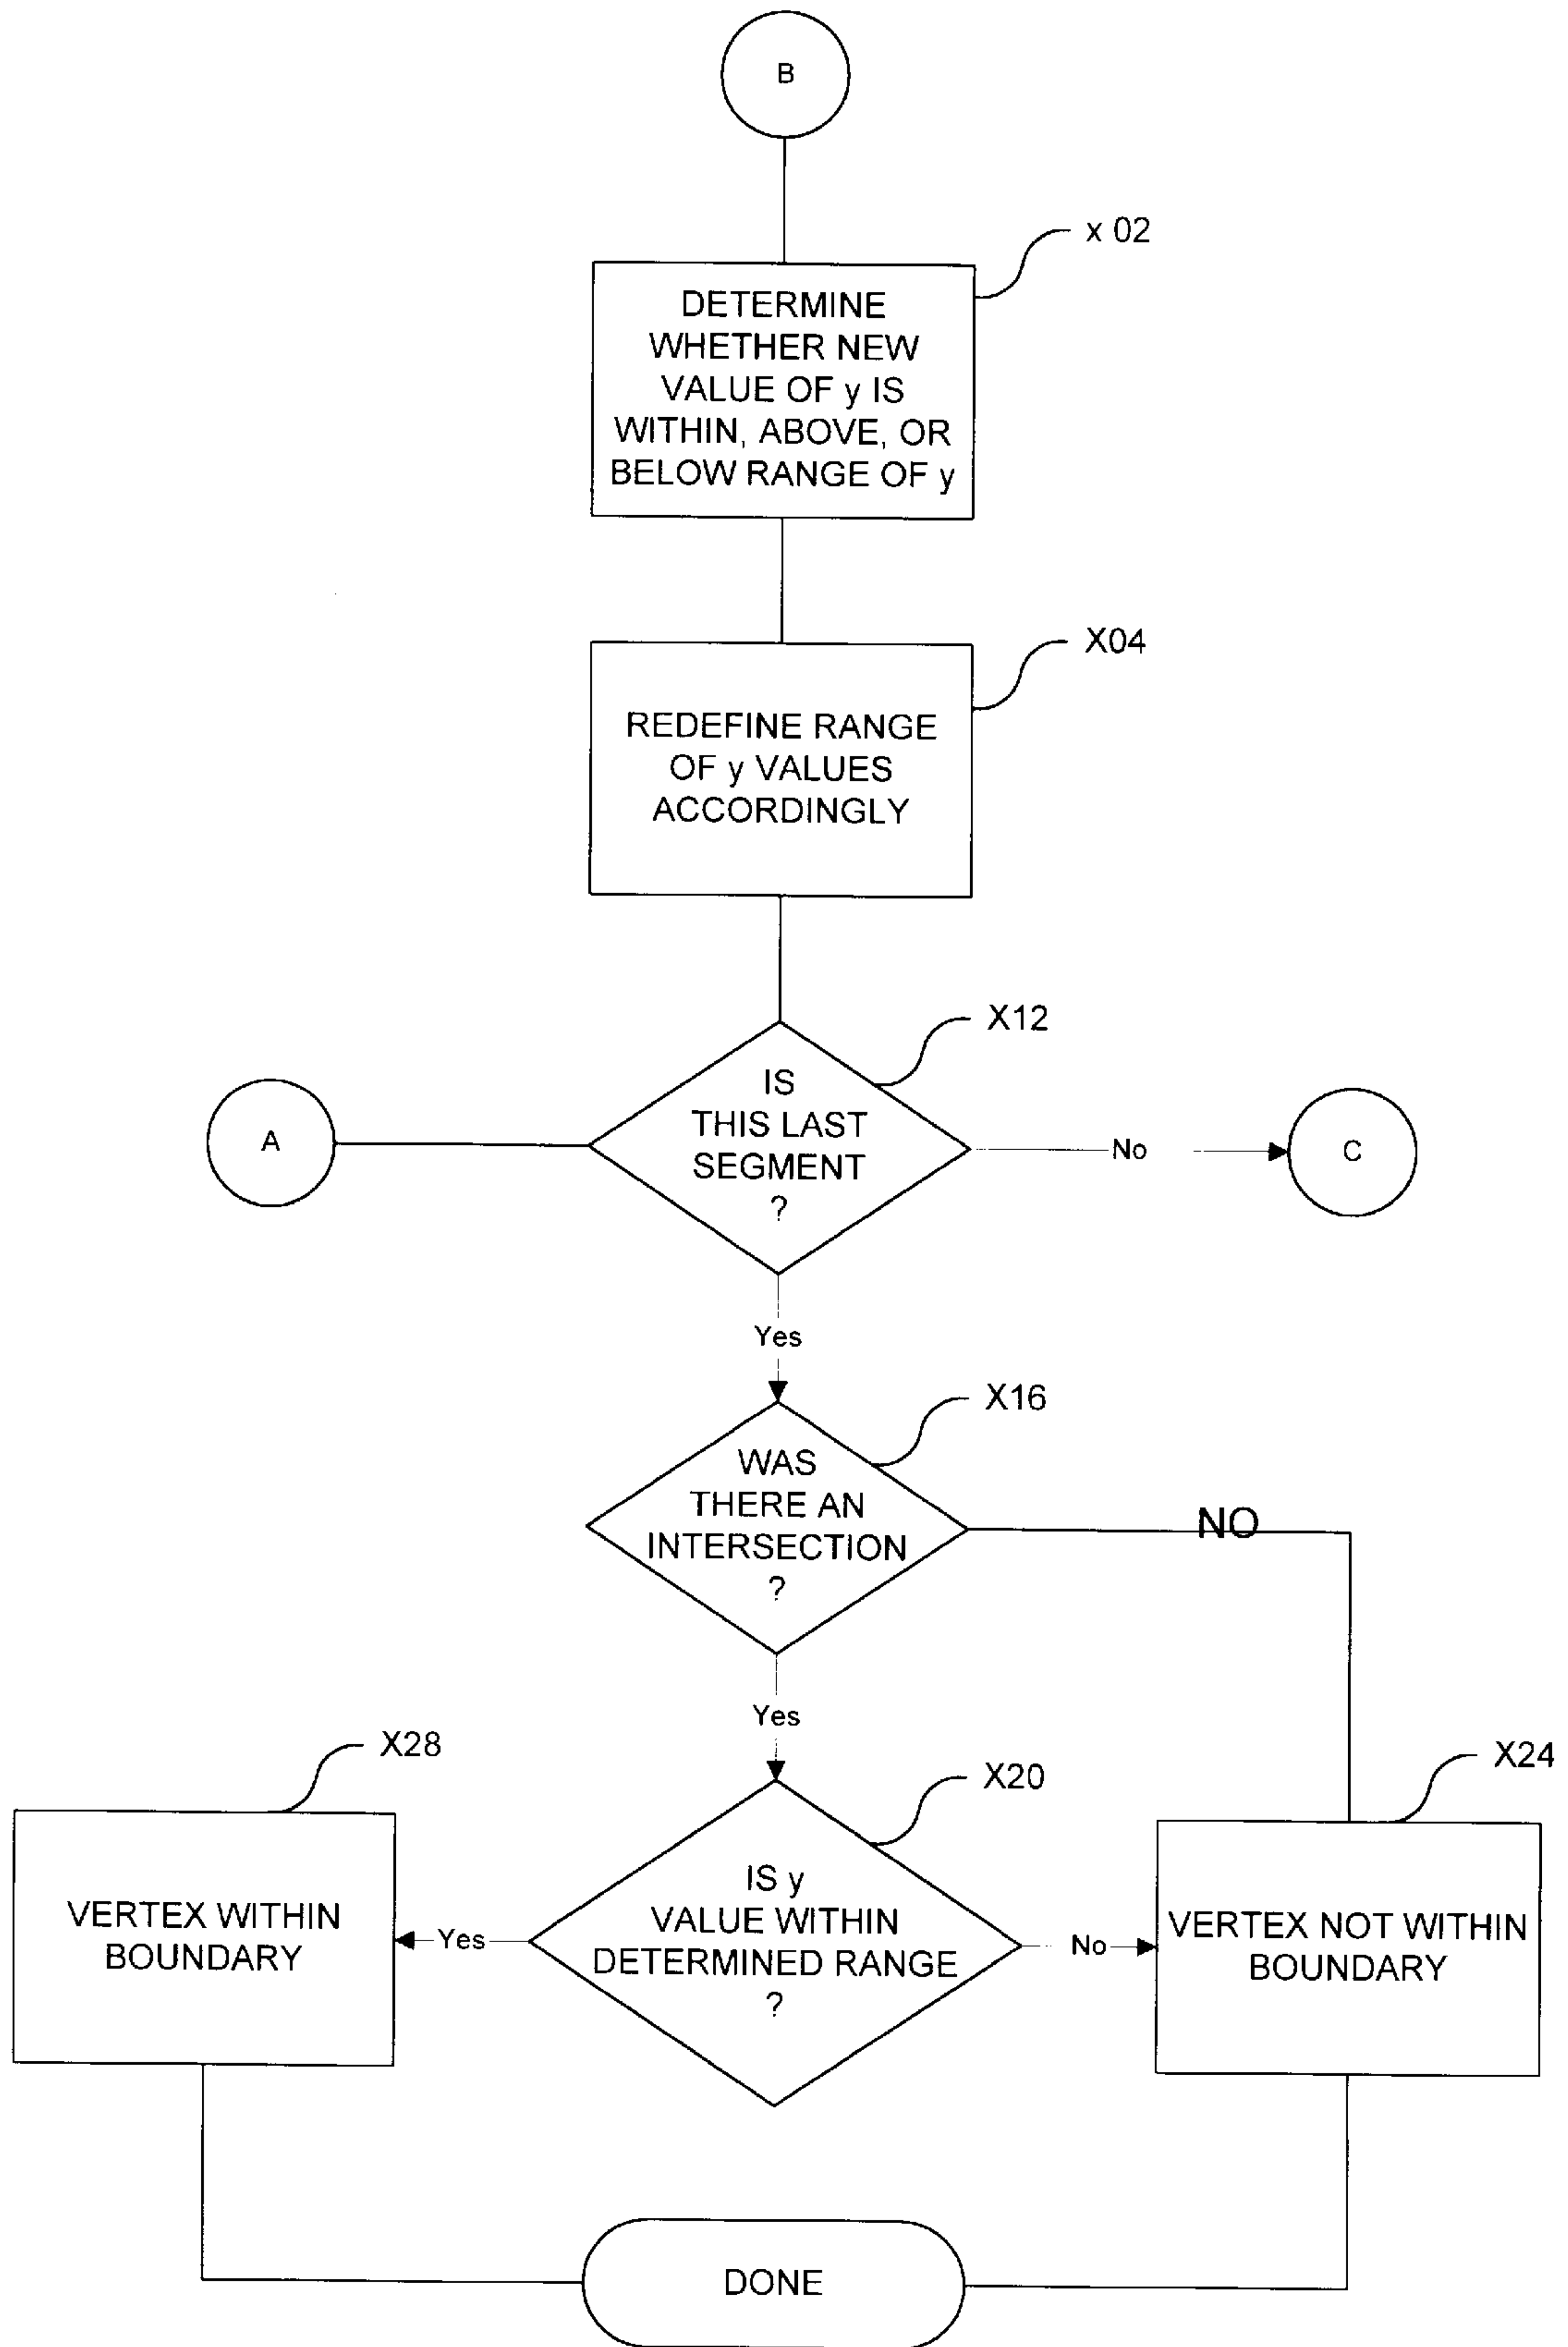 B
x 02
DETERMINE
WHETHER NEW
VALUE OF y IS
WITHIN, ABOVE, OR
BELOW RANGE OF y
X04
REDEFINE RANGE
OF y VALUES
ACCORDINGLY
X12
IS
THIS LAST
SEGMENT
?
A
No
C
Yes
X16
WAS
THERE AN
INTERSECTION
?
NO
Yes
X28
X20
X24
IS y
VALUE WITHIN
DETERMINED RANGE
?
VERTEX WITHIN
BOUNDARY
Yes
No
VERTEX NOT WITHIN
BOUNDARY
DONE